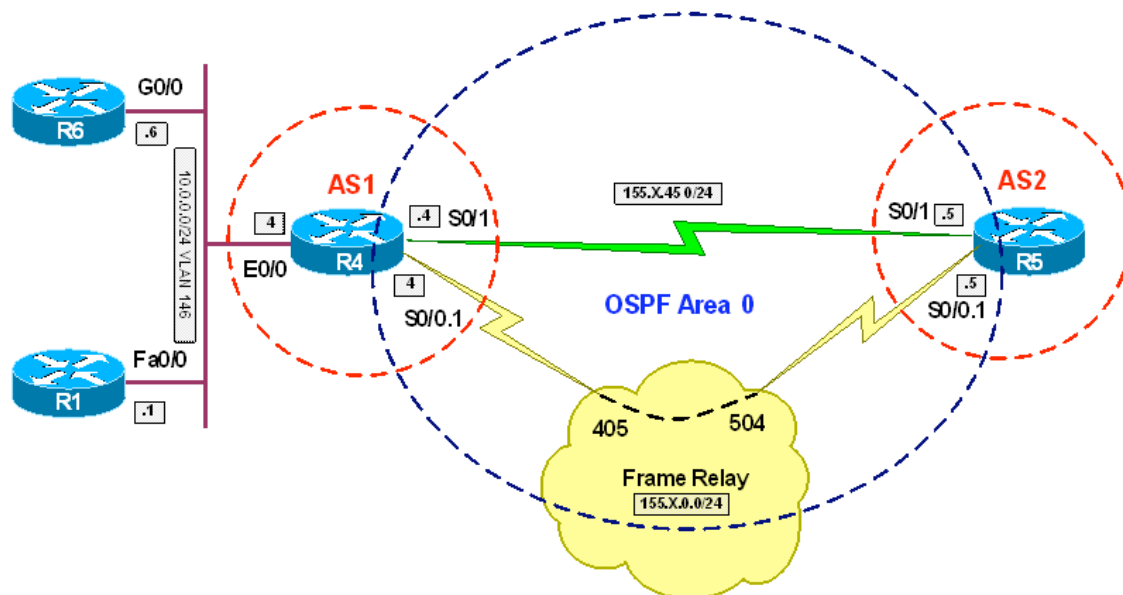 G0/0
R6
.6
10.0.0.0/24 VLAN 146
AS1
4
E0/0
R4
.4
S0/1
4
S0/0.1
155.X.45 0/24
AS2
S0/1
.5
R5
.5
S0/0.1
OSPF Area 0
Fa0/0
R1
.1
405
504
Frame Relay
155.X.0.0/24